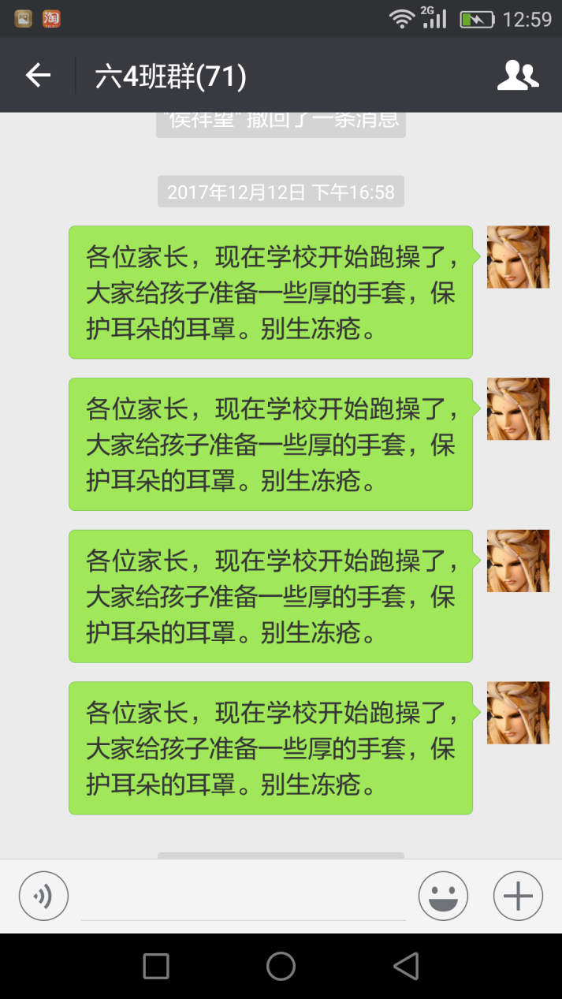 淘
2G
12:59
六4班群(71)
"侯祥望" 撤回了一条消息
2017年12月12日 下午16:58
各位家长，现在学校开始跑操了，
大家给孩子准备一些厚的手套，保
护耳朵的耳罩。别生冻疮。
各位家长，现在学校开始跑操了，
大家给孩子准备一些厚的手套，保
护耳朵的耳罩。别生冻疮。
各位家长，现在学校开始跑操了，
大家给孩子准备一些厚的手套，保
护耳朵的耳罩。别生冻疮。
各位家长，现在学校开始跑操了，
大家给孩子准备一些厚的手套，保
护耳朵的耳罩。别生冻疮。